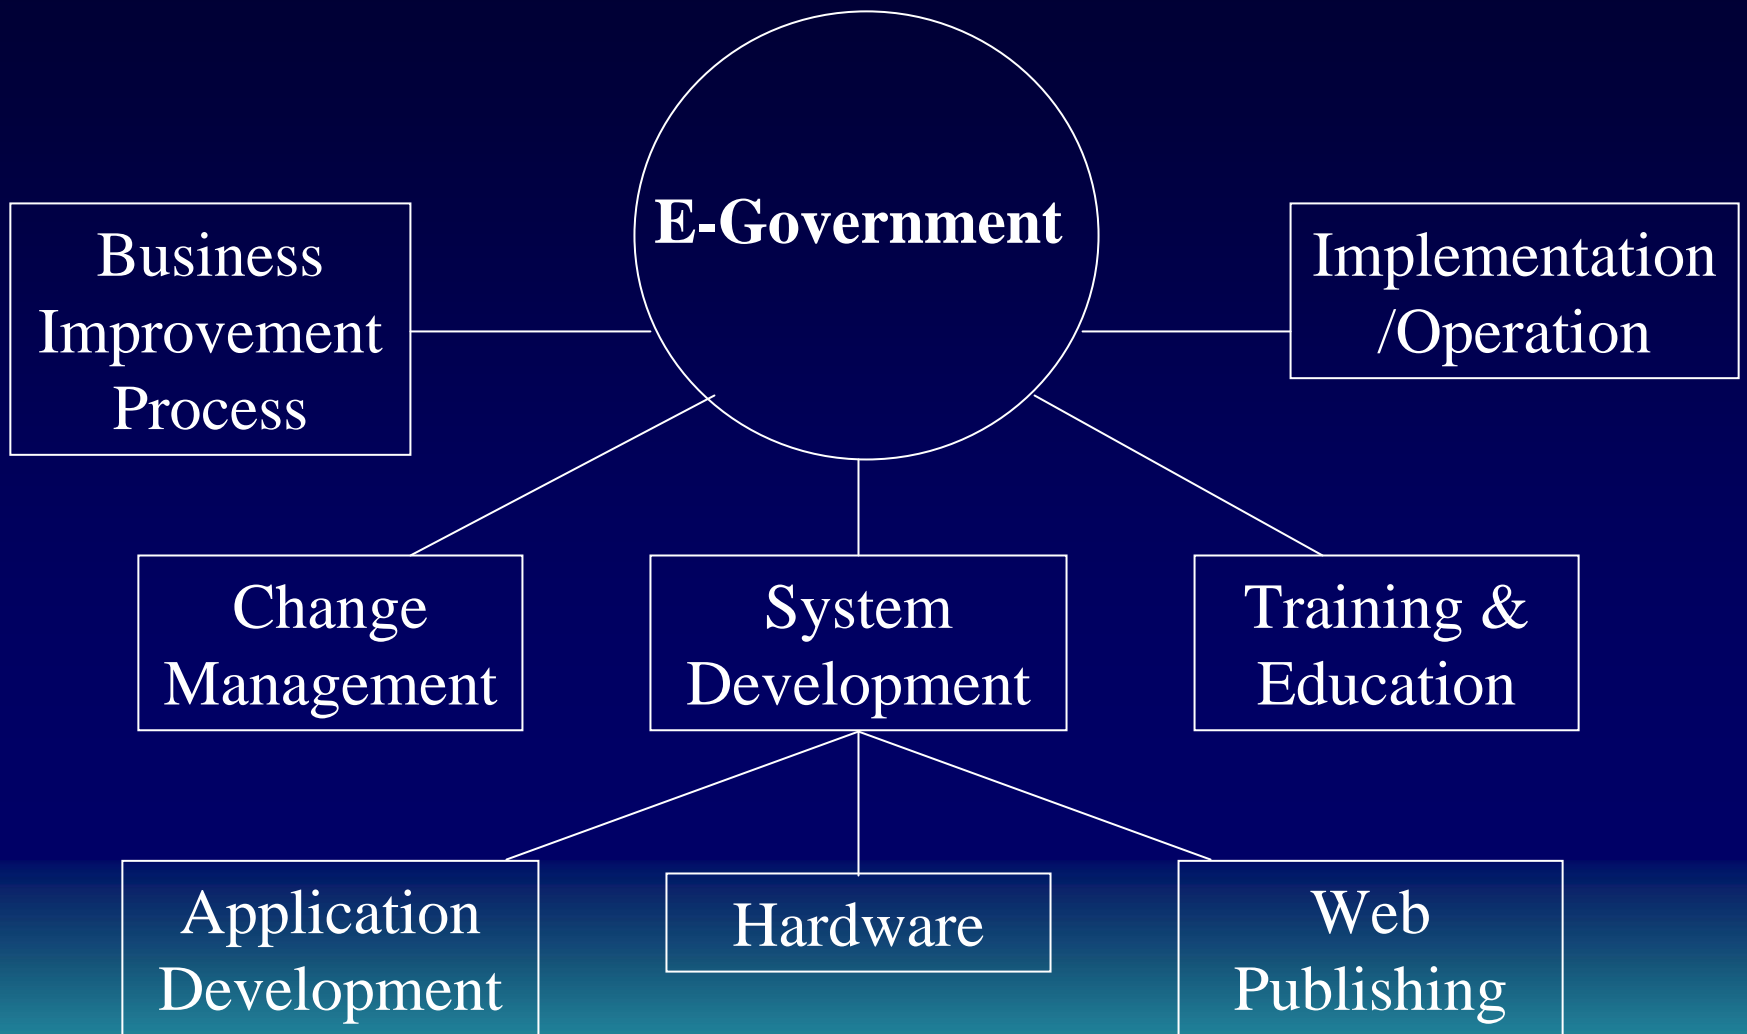 E-Government
Business
Improvement
Process
Implementation
/Operation
Change
Management
System
Development
Training &
Education
Application
Development
Hardware
Web
Publishing